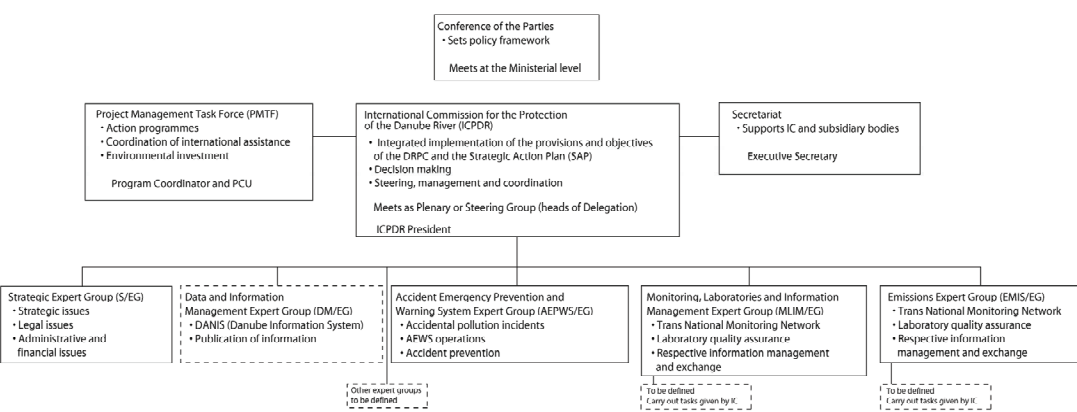 Conference of the Parties
• Sets policy framework
Meets at the Ministerial level
Project Management Task Force (PMTF)
- Action programmes
• Coordination of international assistance
• Environmental investment
Program Coordinator and PCU
International Commission for the Protection
of the Danube River (ICPDR)
• Integrated implementation of the provisions and objectives
of the DRPC and the Strategic Action Plan (SAP)
• Decision making
• Steering, management and coordination
Meets as Plenary or Steering Group (heads of Delegation)
ICPDR President
Secretariat
• Supports IC and subsidiary bodies
Executive Secretary
Strategic Expert Group (S/EG)
- Strategic issues
• Legal issues
• Administrative and
financial issues
Data and Information
Management Expert Group (DM/EG)
• DANIS (Danube Information System)
• Publication of information
Accident Emergency Prevention and
Warning System Expert Group (AEPWS/EG)
• Accidental pollution incidents
• AEWS operations
• Accident prevention
Monitoring, Laboratories and Information
Management Expert Group (MLIM/EG)
• Trans National Monitoring Network
• Laboratory quality assurance
• Respective information management
and exchange
Emissions Expert Group (EMIS/EG)
- Trans National Monitoring Network
• Laboratory quality assurance
• Respective information
management and exchange
Other expert groups
to be defined
To be defined
Carry out tasks given by IC
To be defined
Carry out tasks given by IC